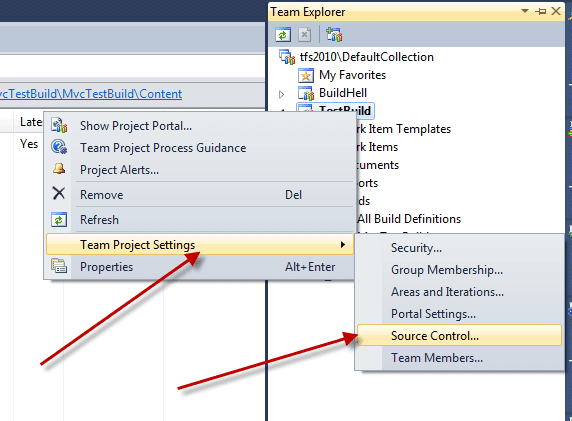 Team Explorer
tfs2010\DefaultCollection
My Favorites
BuildHell
TestBuild
vcTestBuild\MvcTestBuild\Content
Late
Yes
Show Project Portal...
Team Project Process Guidance
Project Alerts...
Remove Del
Refresh
Team Project Settings
Properties Alt+Enter
rk Item Templates
rk Items
cuments
ports
ds
All Build Definitions
Security...
Group Membership...
Areas and Iterations...
Portal Settings...
Source Control...
Team Members...